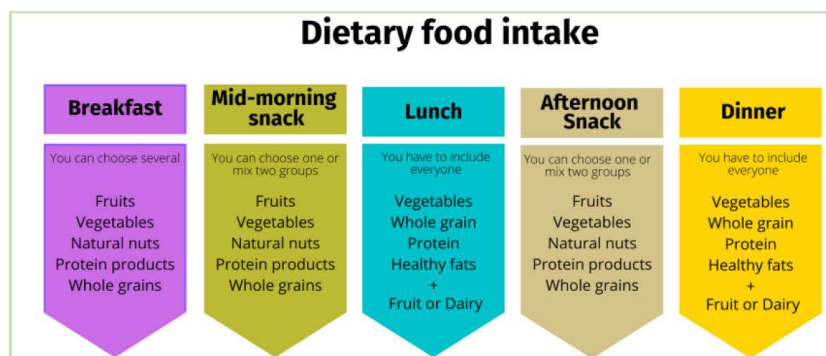 Dietary food intake
Breakfast
You can choose several
Fruits
Vegetables
Natural nuts
Protein products
Whole grains
Mid-morning
snack
You can choose one or
mix two groups
Fruits
Vegetables
Natural nuts
Protein products
Whole grains
Lunch
You have to include
everyone
Vegetables
Whole grain
Protein
Healthy fats
+
Fruit or Dairy
Afternoon
Snack
You can choose one or
mix two groups
Fruits
Vegetables
Natural nuts
Protein products
Whole grains
Dinner
You have to include
everyone
Vegetables
Whole grain
Protein
Healthy fats
+
Fruit or Dairy